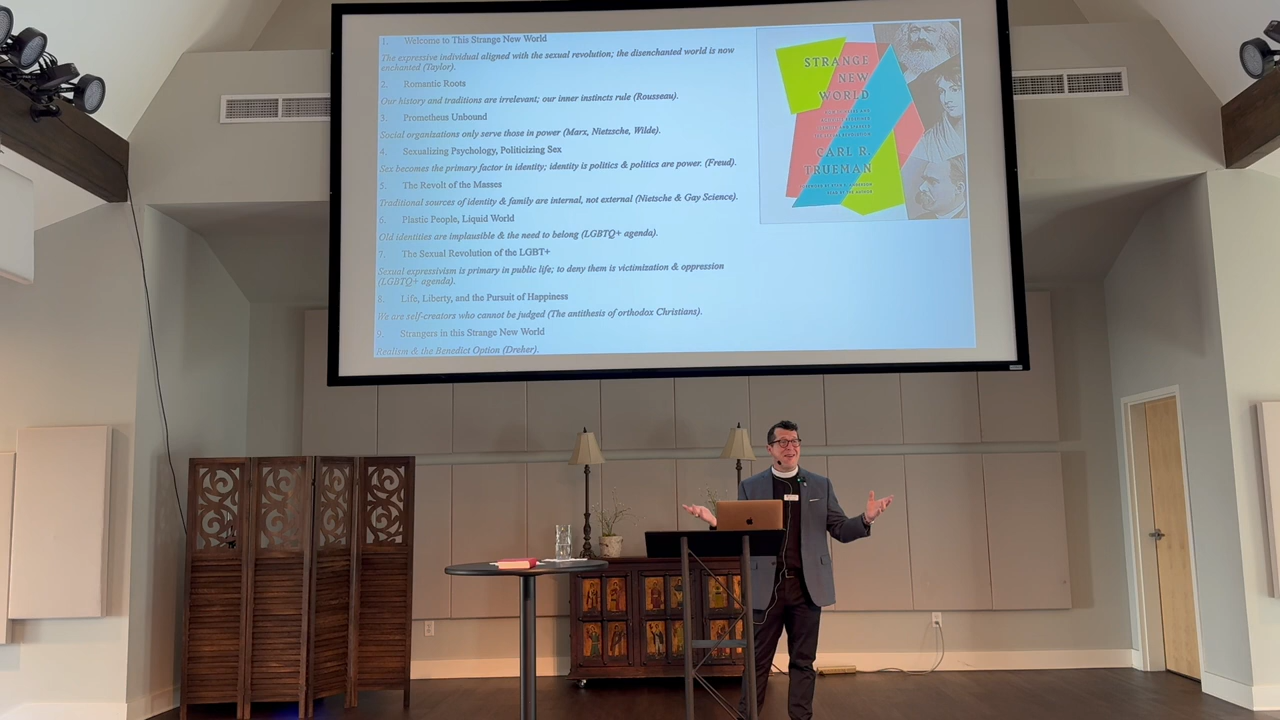 1. Welcome to This Strange New World
The expressive individual aligned with the sexual revolution; the disenchanted world is now
enchanted (Taylor).
2. Romantic Roots
Our history and traditions are irrelevant; our inner instincts rule (Rousseau).
3. Prometheus Unbound
Social organizations only serve those in power (Marx, Nietzsche, Wilde).
4. Sexualizing Psychology, Politicizing Sex
Sex becomes the primary factor in identity; identity is politics & politics are power. (Freud).
5. The Revolt of the Masses
Traditional sources of identity & family are internal, not external (Nietsche & Gay Science).
6. Plastic People, Liquid World
Old identities are implausible & the need to belong (LGBTQ+ agenda).
7. The Sexual Revolution of the LGBT+
Sexual expressivism is primary in public life; to deny them is victimization & oppression
(LGBTQ+ agenda).
8. Life, Liberty, and the Pursuit of Happiness
We are self-creators who cannot be judged (The antithesis of orthodox Christians).
9. Strangers in this Strange New World
Realism & the Benedict Option (Dreher).
STRANGE
NEW
WORLD
CARL R.
TRUEMAN